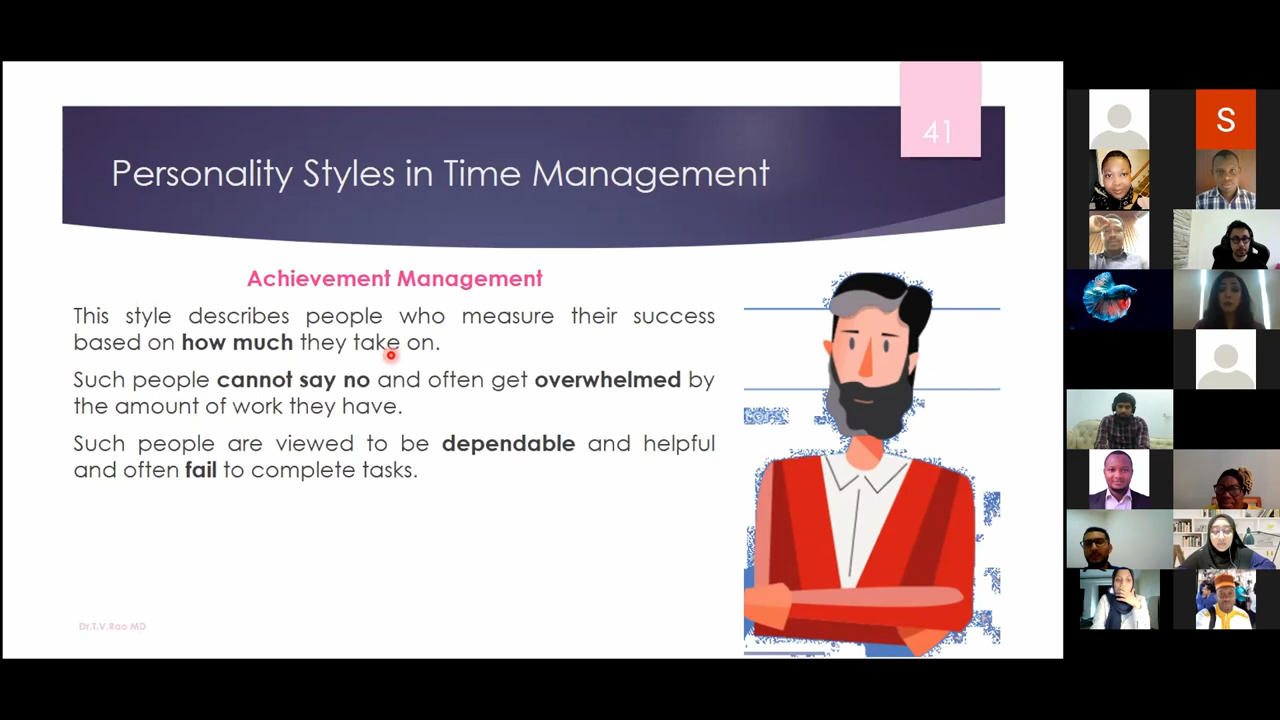 41
Personality Styles in Time Management
Achievement Management
This style describes people who measure their success
based on how much they take on.
Such people cannot say no and often get overwhelmed by
the amount of work they have.
Such people are viewed to be dependable and helpful
and often fail to complete tasks.
Dr.T.V.Rao MD
S